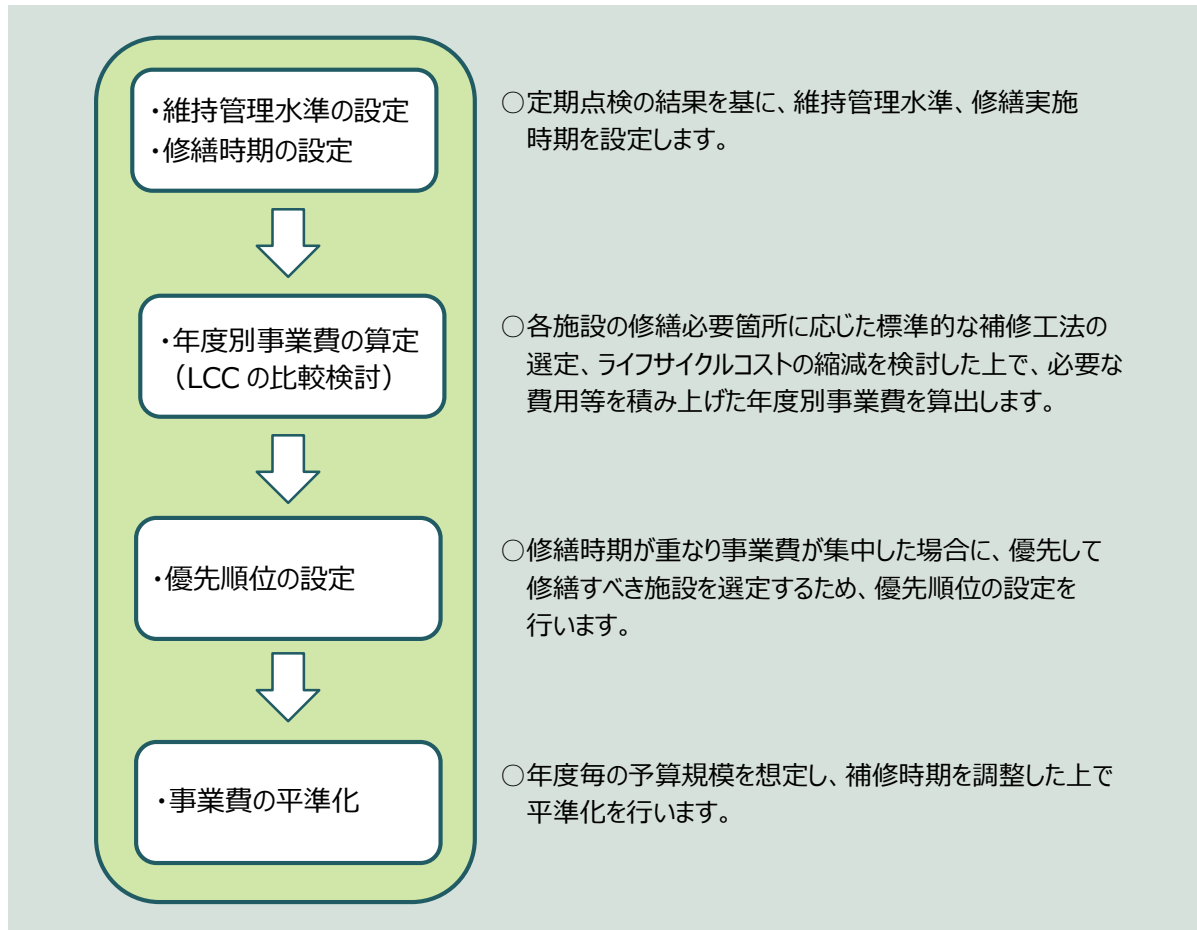 ・維持管理水準の設定
・修繕時期の設定
○定期点検の結果を基に、維持管理水準、修繕実施
時期を設定します。
・年度別事業費の算定
（LCC の比較検討）
○各施設の修繕必要箇所に応じた標準的な補修工法の
選定、ライフサイクルコストの縮減を検討した上で、必要な
費用等を積み上げた年度別事業費を算出します。
・優先順位の設定
○修繕時期が重なり事業費が集中した場合に、優先して
修繕すべき施設を選定するため、優先順位の設定を
行います。
・事業費の平準化
○年度毎の予算規模を想定し、補修時期を調整した上で
平準化を行います。